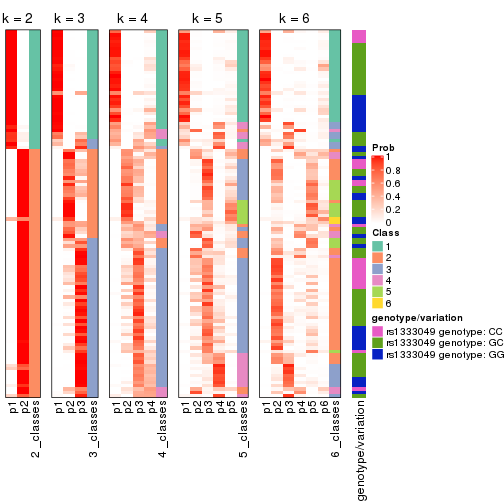 k = 2
k = 3
k = 4
k = 5
k = 6
Prob
1
0.8
0.6
0.4
0.2
0
Class
1
2
3
4
5
6
genotype/variation
rs1333049 genotype: CC
rs1333049 genotype: GC
rs1333049 genotype: GG
p1
p2
2_classes
p1
p2
p3
3_classes
p1
p2
p3
p4
4_classes
p1
p2
p3
p4
p5
5_classes
p1
p2
p3
p4
p5
p6
6_classes
genotype/variation